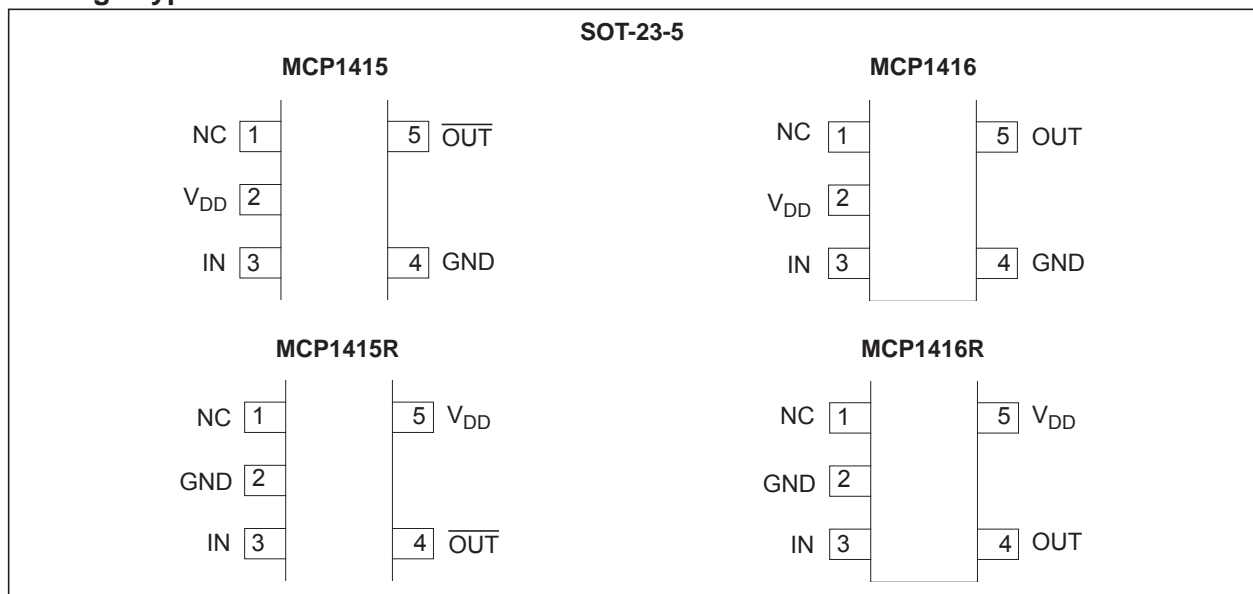 SOT-23-5
MCP1415
NC 1 5 O̅U̅T̅
VDD 2
IN 3 4 GND
MCP1416
NC 1 5 OUT
VDD 2
IN 3 4 GND
MCP1415R
NC 1 5 VDD
GND 2
IN 3 4 O̅U̅T̅
MCP1416R
NC 1 5 VDD
GND 2
IN 3 4 OUT